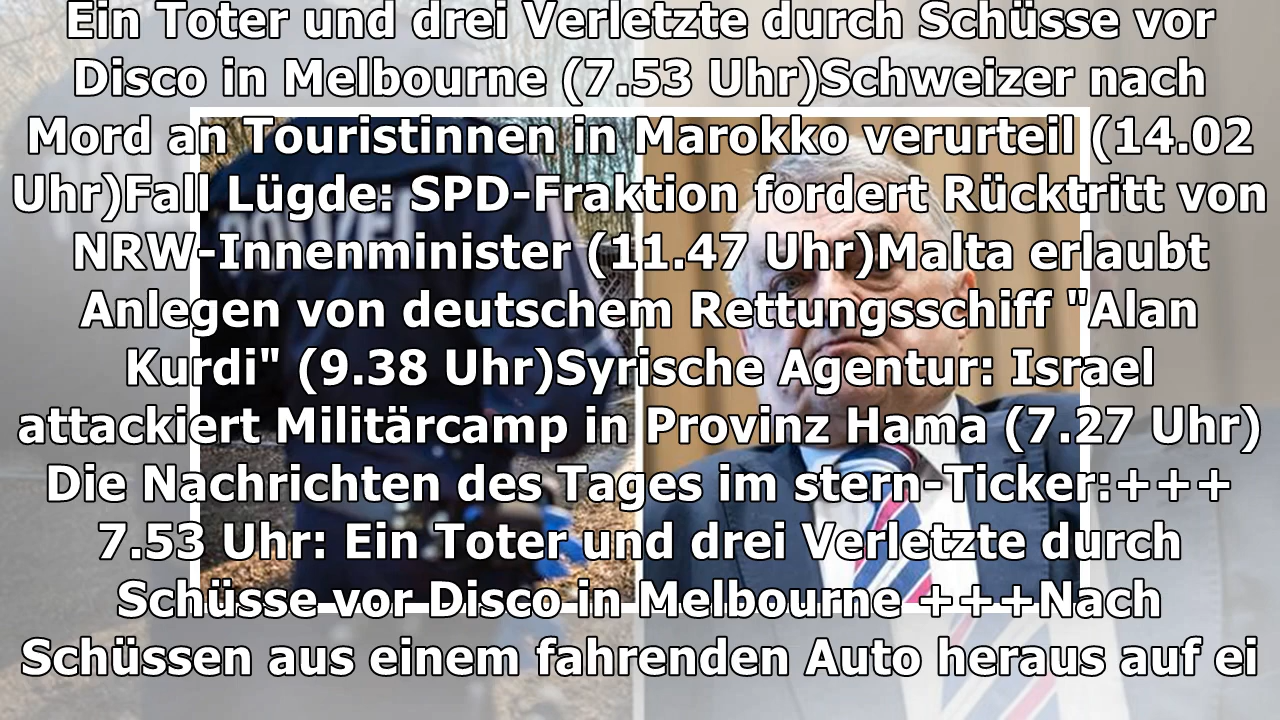 Ein Toter und drei Verletzte durch Schüsse vor
Disco in Melbourne (7.53 Uhr)Schweizer nach
Mord an Touristinnen in Marokko verurteil (14.02
Uhr)Fall Lügde: SPD-Fraktion fordert Rücktritt von
NRW-Innenminister (11.47 Uhr)Malta erlaubt
Anlegen von deutschem Rettungsschiff "Alan
Kurdi" (9.38 Uhr)Syrische Agentur: Israel
attackiert Militärcamp in Provinz Hama (7.27 Uhr)
Die Nachrichten des Tages im stern-Ticker:+++
7.53 Uhr: Ein Toter und drei Verletzte durch
Schüsse vor Disco in Melbourne +++Nach
Schüssen aus einem fahrenden Auto heraus auf ei
POLIZEI